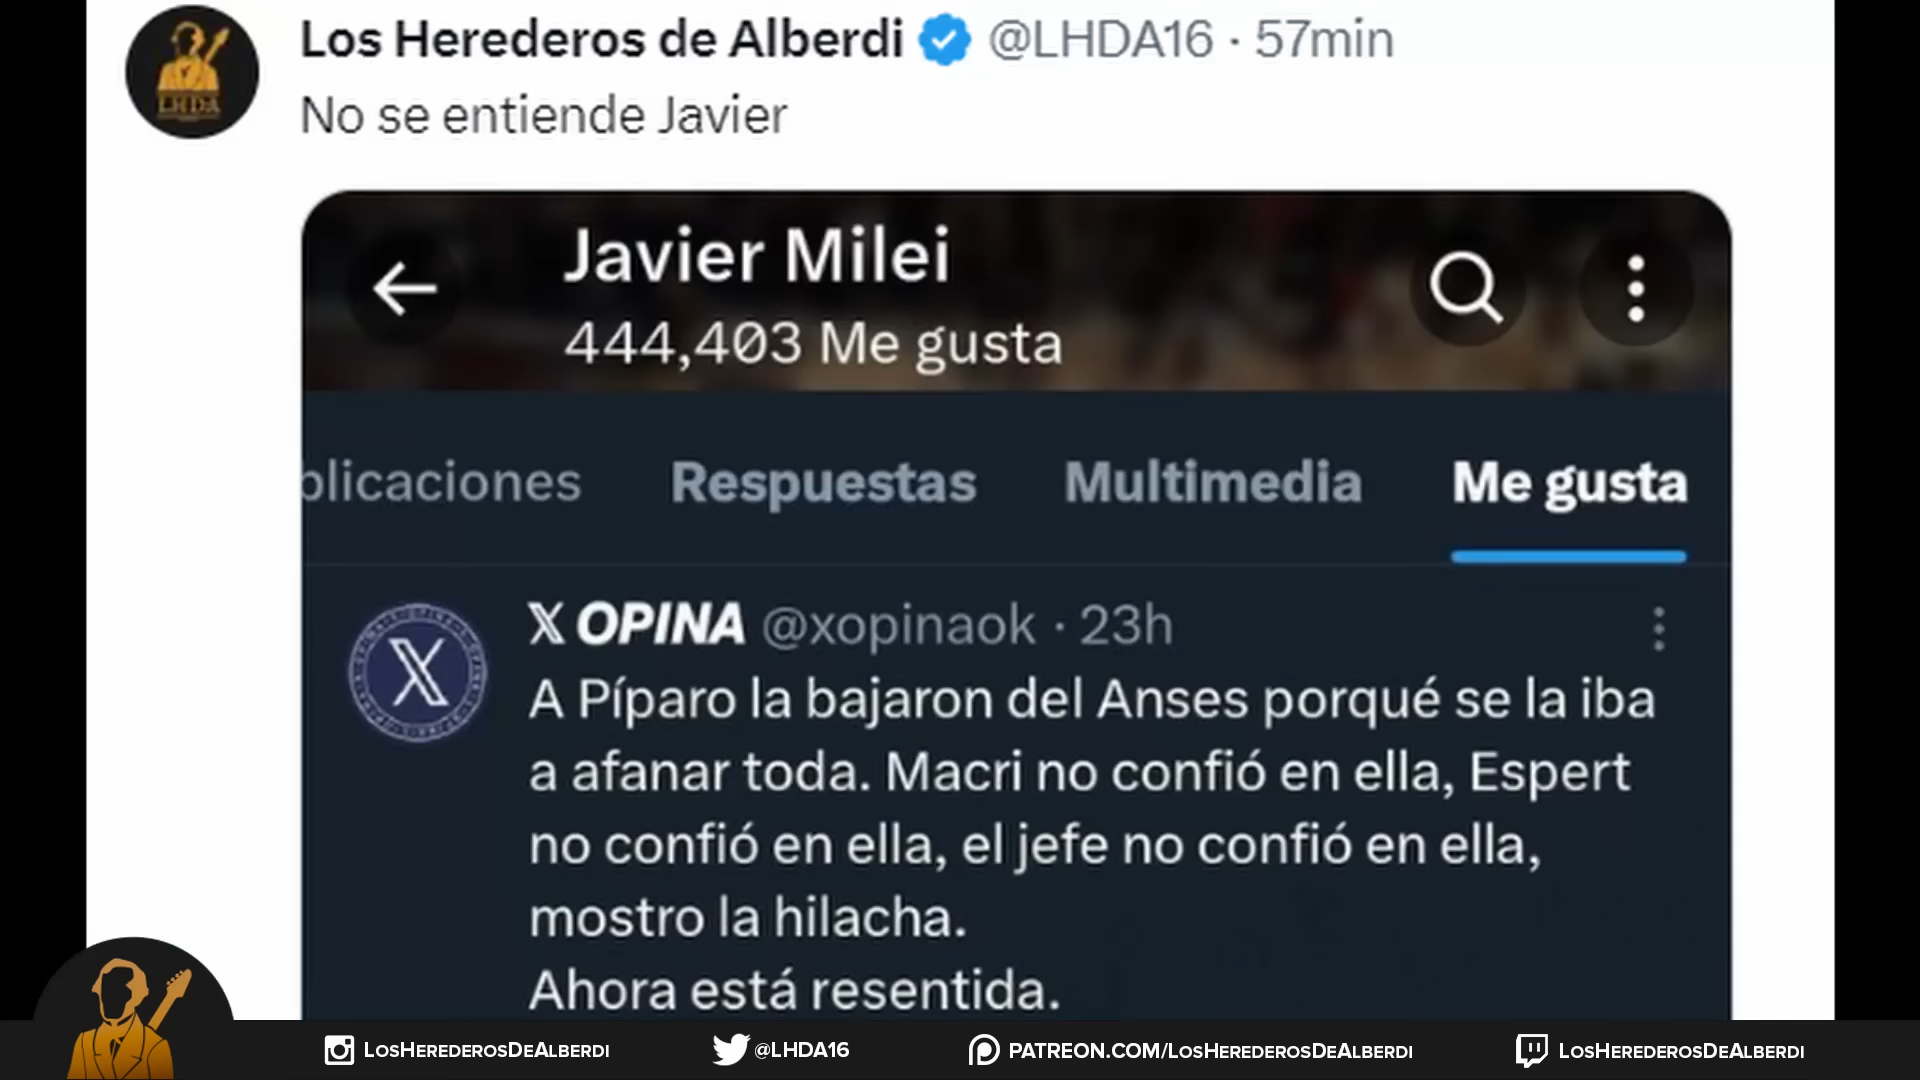 Los Herederos de Alberdi @LHDA16 · 57min
No se entiende Javier
LHDA
Javier Milei
444,403 Me gusta
blicaciones Respuestas Multimedia Me gusta
X OPINA @xopinaok · 23h
A Píparo la bajaron del Anses porqué se la iba
a afanar toda. Macri no confió en ella, Espert
no confió en ella, el jefe no confió en ella,
mostro la hilacha.
Ahora está resentida.
LosHerederosDeAlberdi @LHDA16 PATREON.COM/LosHerederosDeAlberdi LosHerederosDeAlberdi